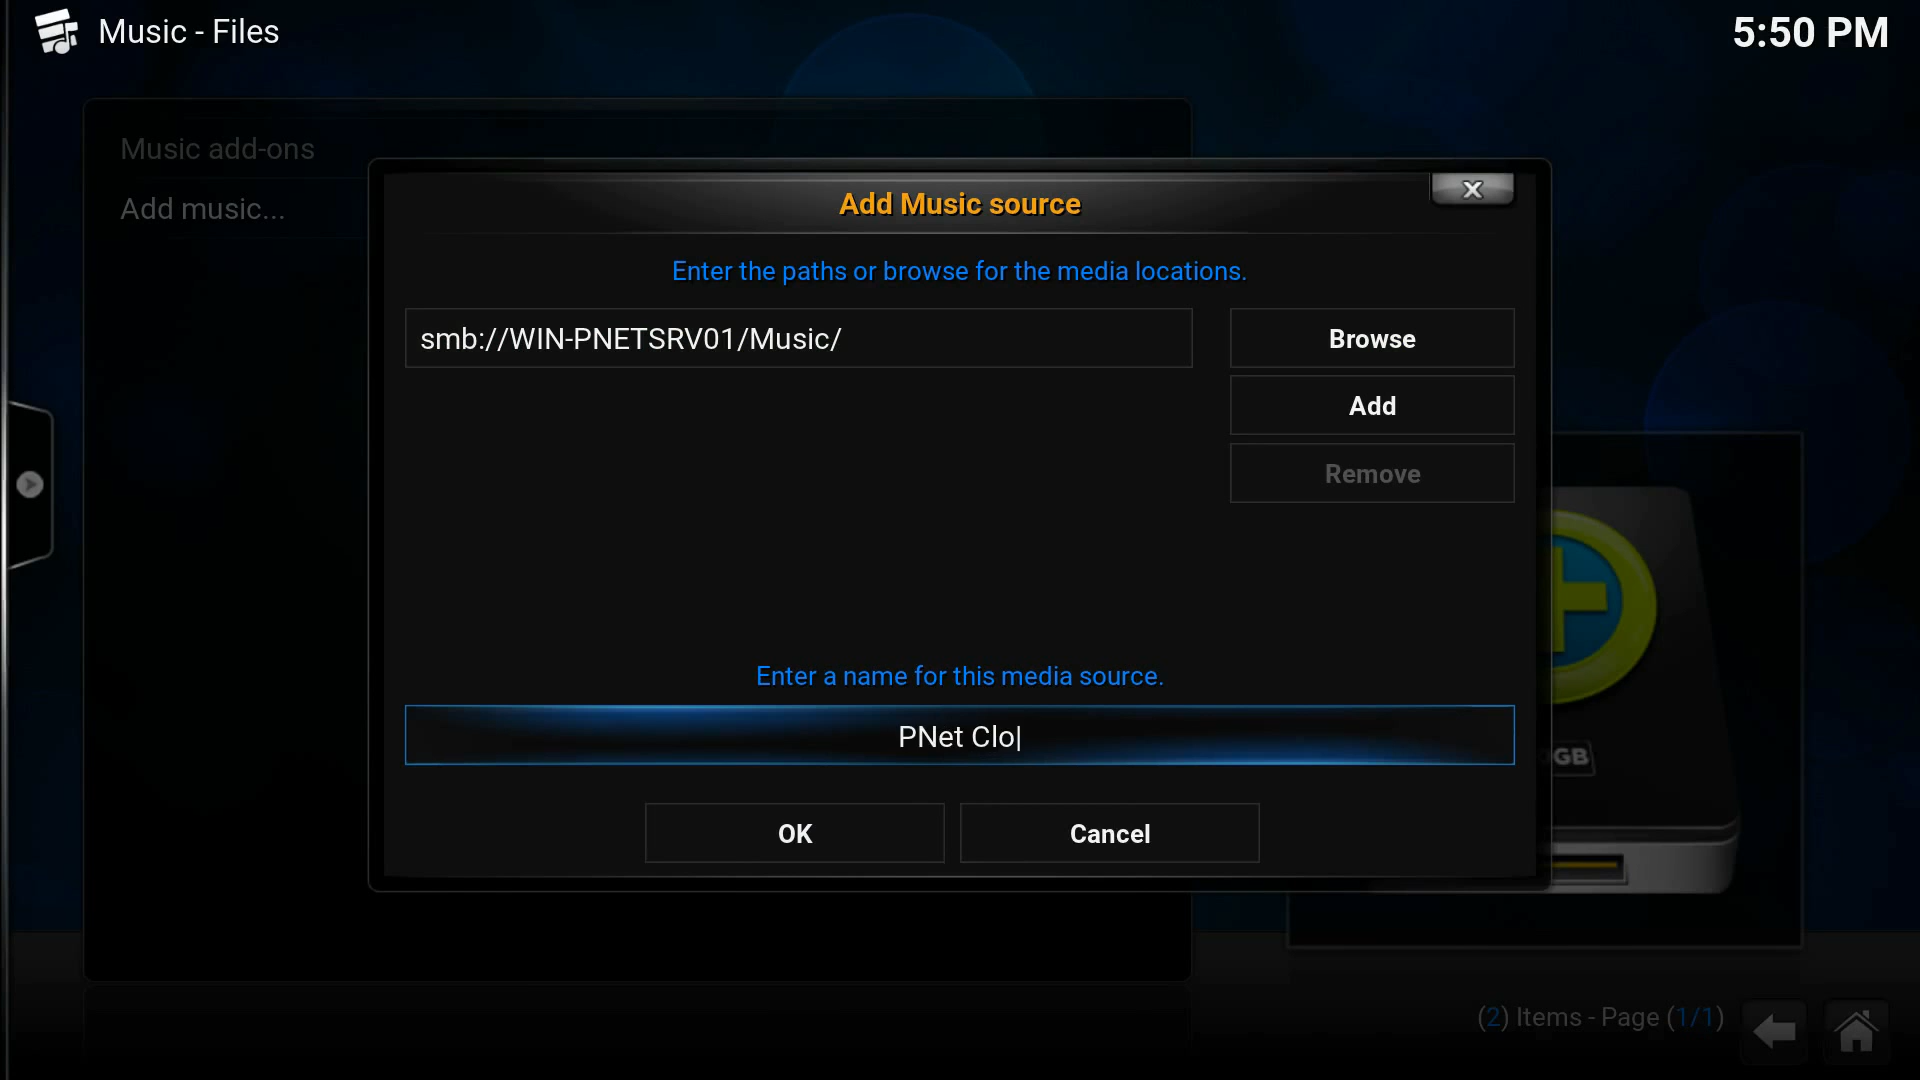 Music - Files
5:50 PM
Music add-ons
Add music...
Add Music source
X
Enter the paths or browse for the media locations.
smb://WIN-PNETSRV01/Music/
Browse
Add
Remove
Enter a name for this media source.
PNet Clo|
GB
OK
Cancel
(2) Items - Page (1/1)